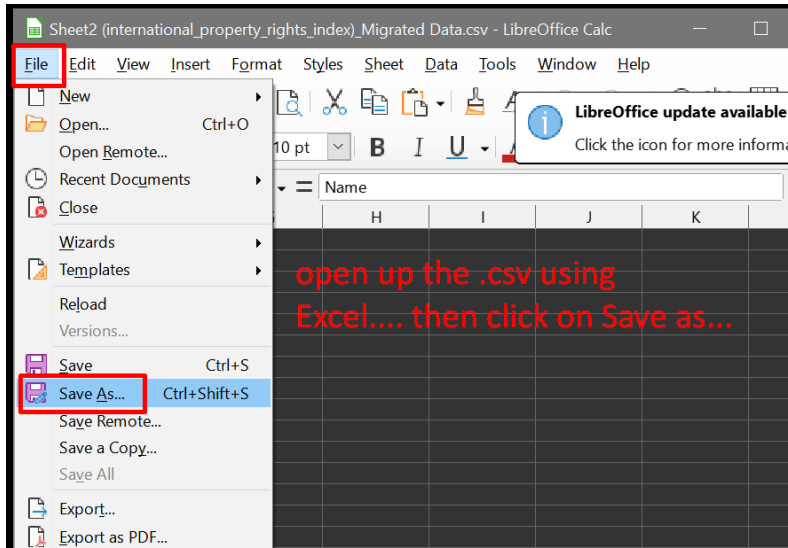 Sheet2 (international_property_rights_index)_Migrated Data.csv - LibreOffice Calc
File Edit View Insert Format Styles Sheet Data Tools Window Help
New
Open... Ctrl+O
Open Remote...
Recent Documents
Close
Wizards
Templates
Reload
Versions...
Save Ctrl+S
Save As... Ctrl+Shift+S
Save Remote...
Save a Copy...
Save All
Export...
Export as PDF...
LibreOffice update available
Click the icon for more
10 pt B I U
Name
H I J K
open up the .csv using
Excel.... then click on Save as...